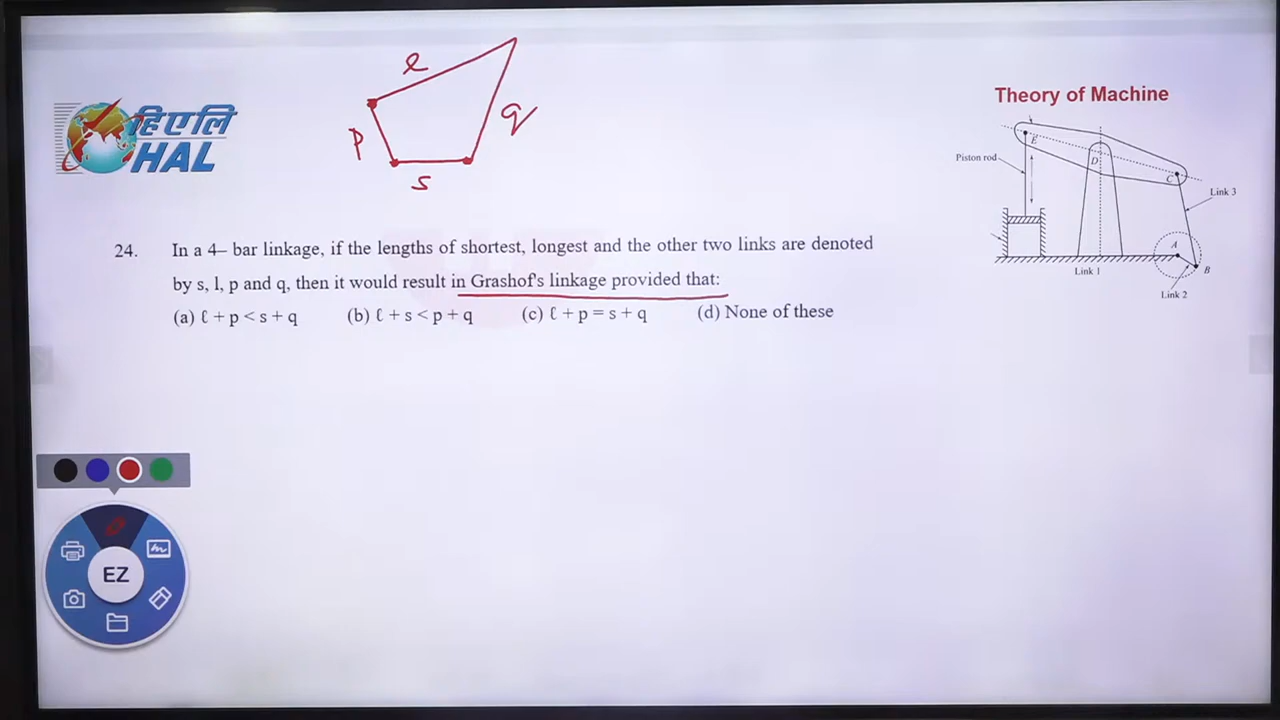 l
q
p
s
हिएलि
HAL
Theory of Machine
E
D
C
Piston rod
Link 3
A
B
Link 1
Link 2
24. In a 4– bar linkage, if the lengths of shortest, longest and the other two links are denoted
by s, l, p and q, then it would result in Grashof's linkage provided that:
(a) ℓ + p < s + q (b) ℓ + s < p + q (c) ℓ + p = s + q (d) None of these
EZ